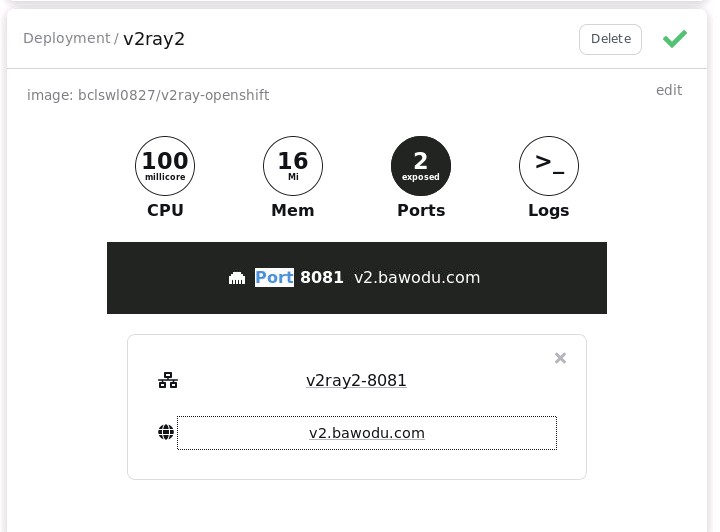 Deployment / v2ray2
Delete
image: bclswl0827/v2ray-openshift
edit
100
millicore
CPU
16
Mi
Mem
2
exposed
Ports
>_
Logs
Port 8081 v2.bawodu.com
×
v2ray2-8081
v2.bawodu.com